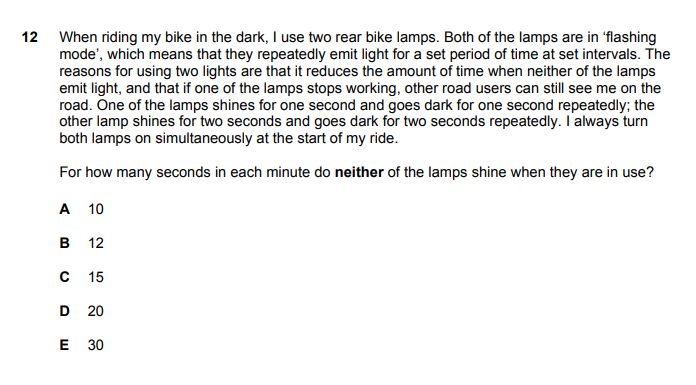 12 When riding my bike in the dark, I use two rear bike lamps. Both of the lamps are in ‘flashing
mode’, which means that they repeatedly emit light for a set period of time at set intervals. The
reasons for using two lights are that it reduces the amount of time when neither of the lamps
emit light, and that if one of the lamps stops working, other road users can still see me on the
road. One of the lamps shines for one second and goes dark for one second repeatedly; the
other lamp shines for two seconds and goes dark for two seconds repeatedly. I always turn
both lamps on simultaneously at the start of my ride.
For how many seconds in each minute do neither of the lamps shine when they are in use?
A 10
B 12
C 15
D 20
E 30